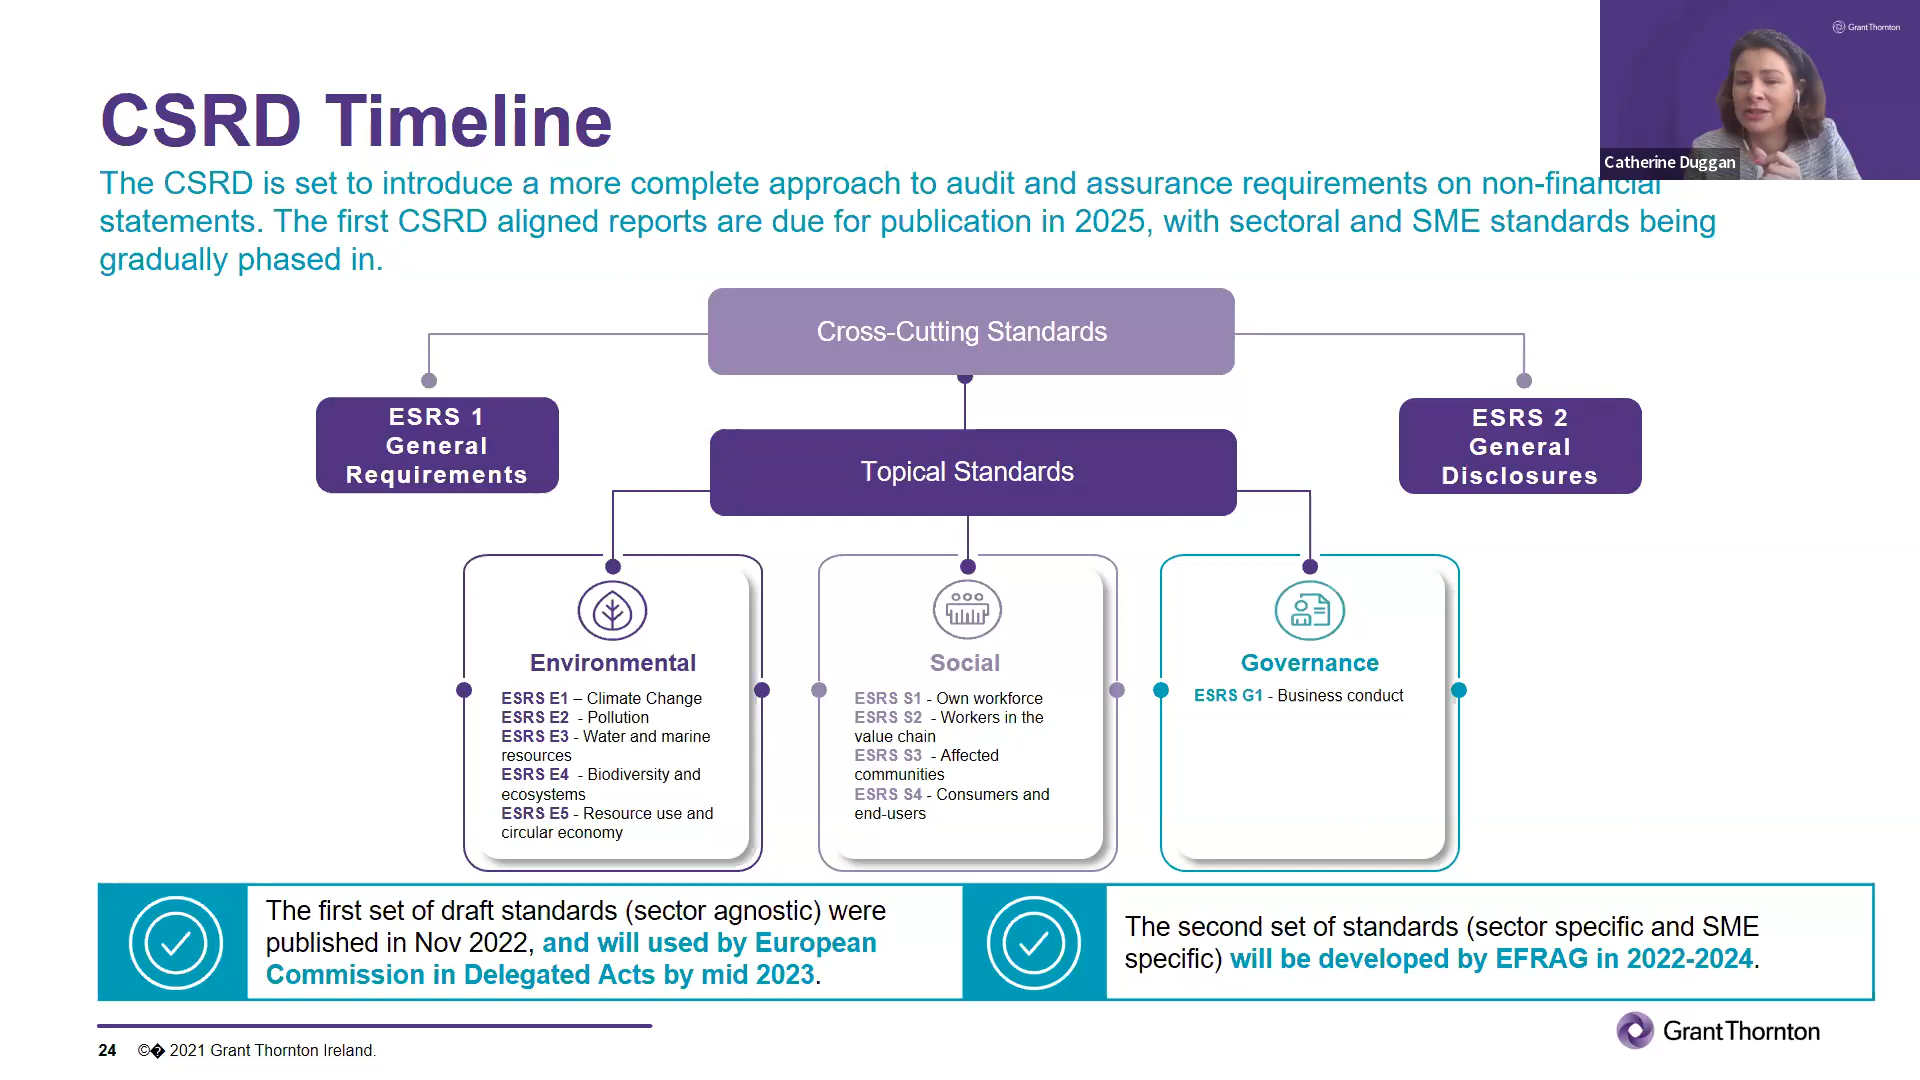 GrantThornton
Catherine Duggan
CSRD Timeline
The CSRD is set to introduce a more complete approach to audit and assurance requirements on non-financial
statements. The first CSRD aligned reports are due for publication in 2025, with sectoral and SME standards being
gradually phased in.
Cross-Cutting Standards
ESRS 1
General
Requirements
ESRS 2
General
Disclosures
Topical Standards
Environmental
ESRS E1 – Climate Change
ESRS E2 - Pollution
ESRS E3 - Water and marine
resources
ESRS E4 - Biodiversity and
ecosystems
ESRS E5 - Resource use and
circular economy
Social
ESRS S1 - Own workforce
ESRS S2 - Workers in the
value chain
ESRS S3 - Affected
communities
ESRS S4 - Consumers and
end-users
Governance
ESRS G1 - Business conduct
The first set of draft standards (sector agnostic) were
published in Nov 2022, and will used by European
Commission in Delegated Acts by mid 2023.
The second set of standards (sector specific and SME
specific) will be developed by EFRAG in 2022-2024.
24 ©� 2021 Grant Thornton Ireland.
GrantThornton